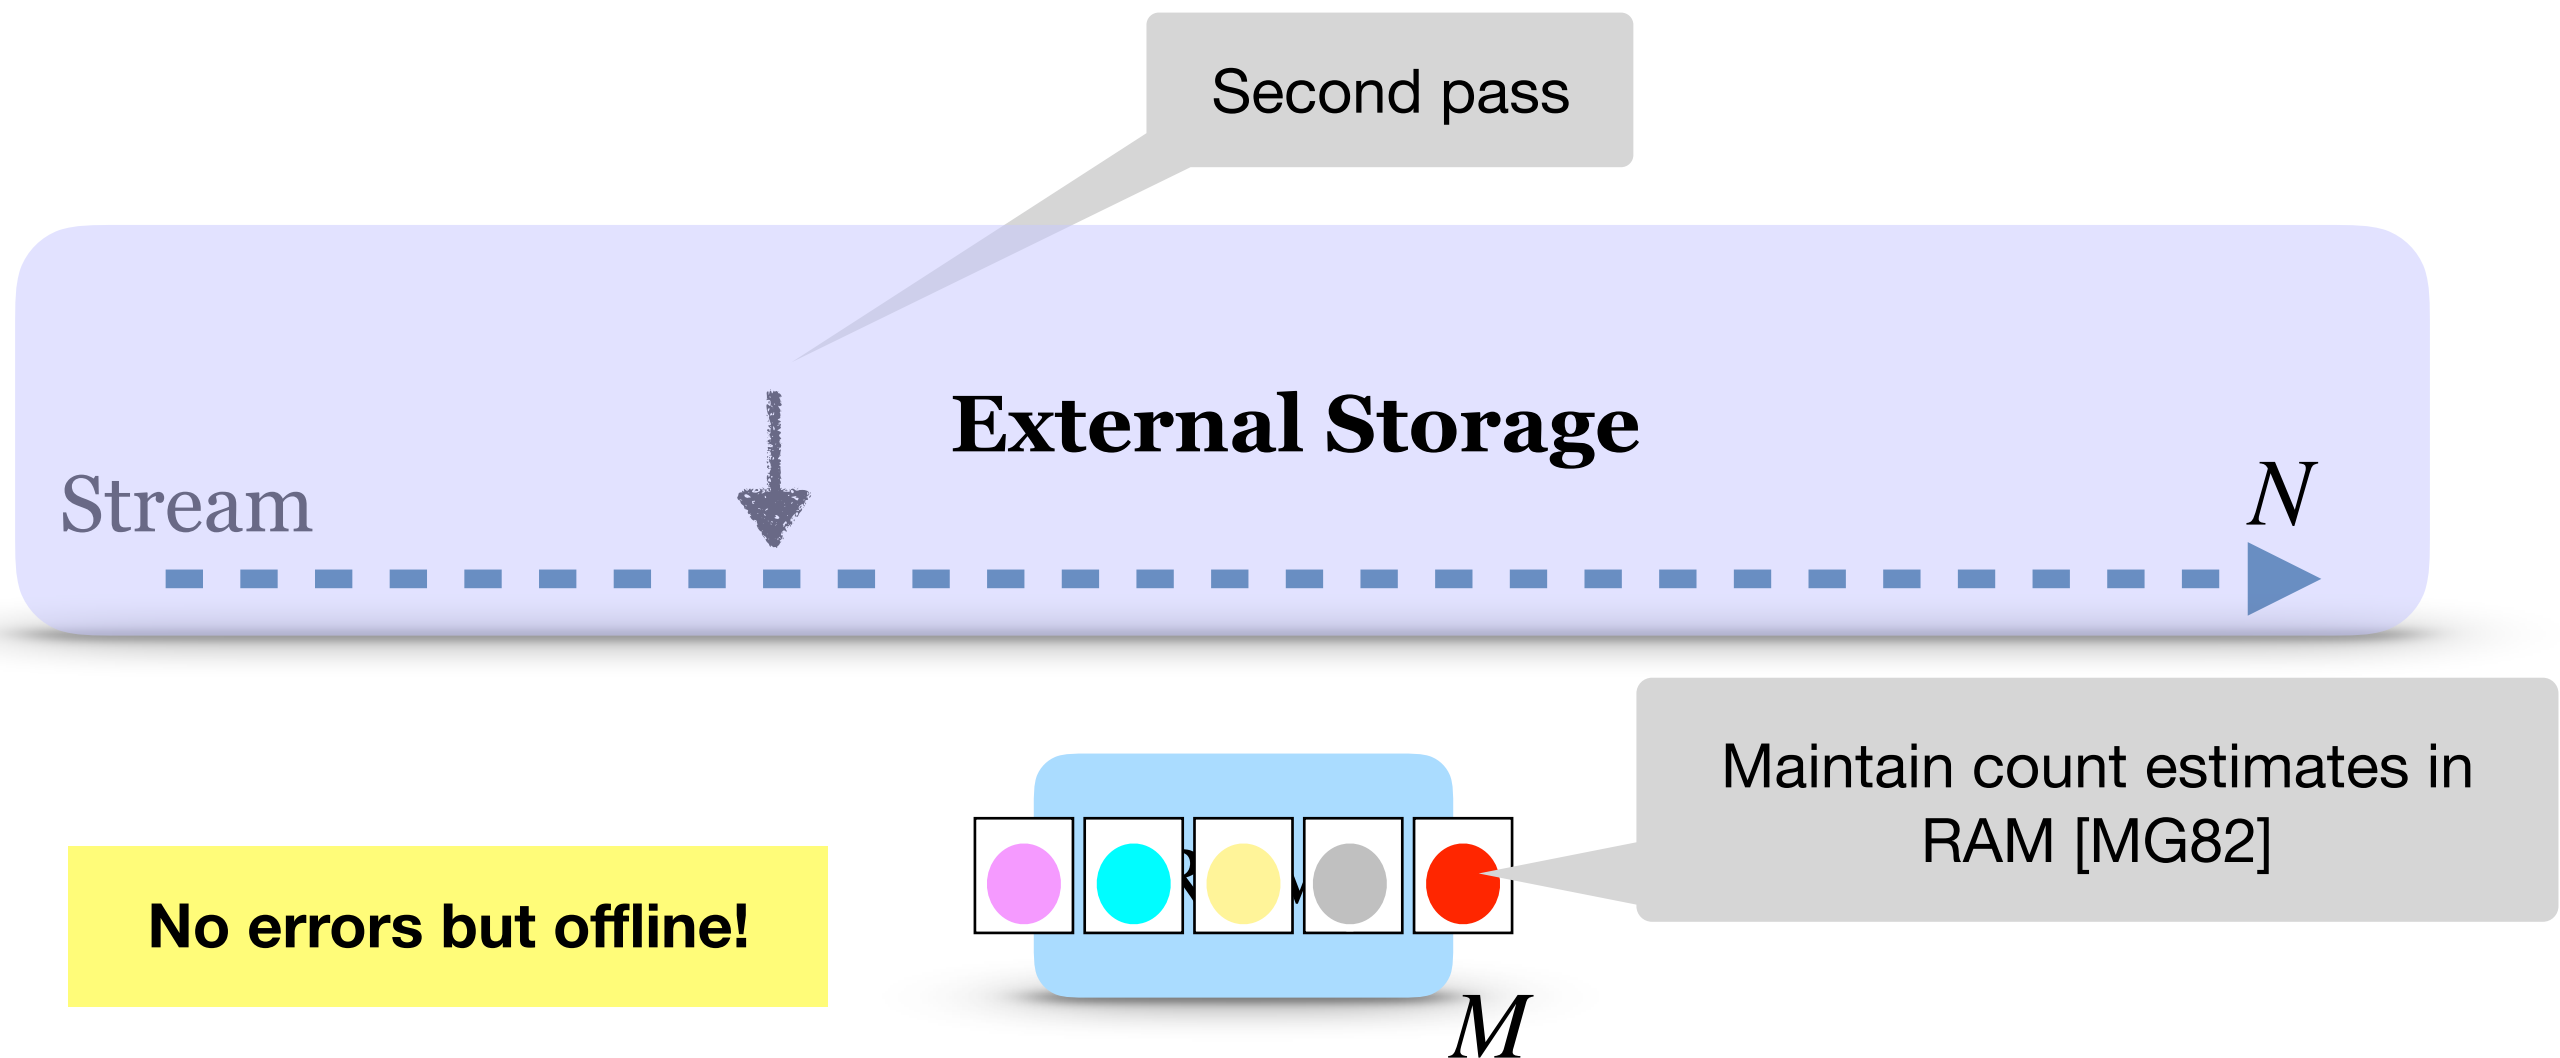 Second pass
External Storage
Stream
N
Maintain count estimates in
RAM [MG82]
No errors but offline!
M